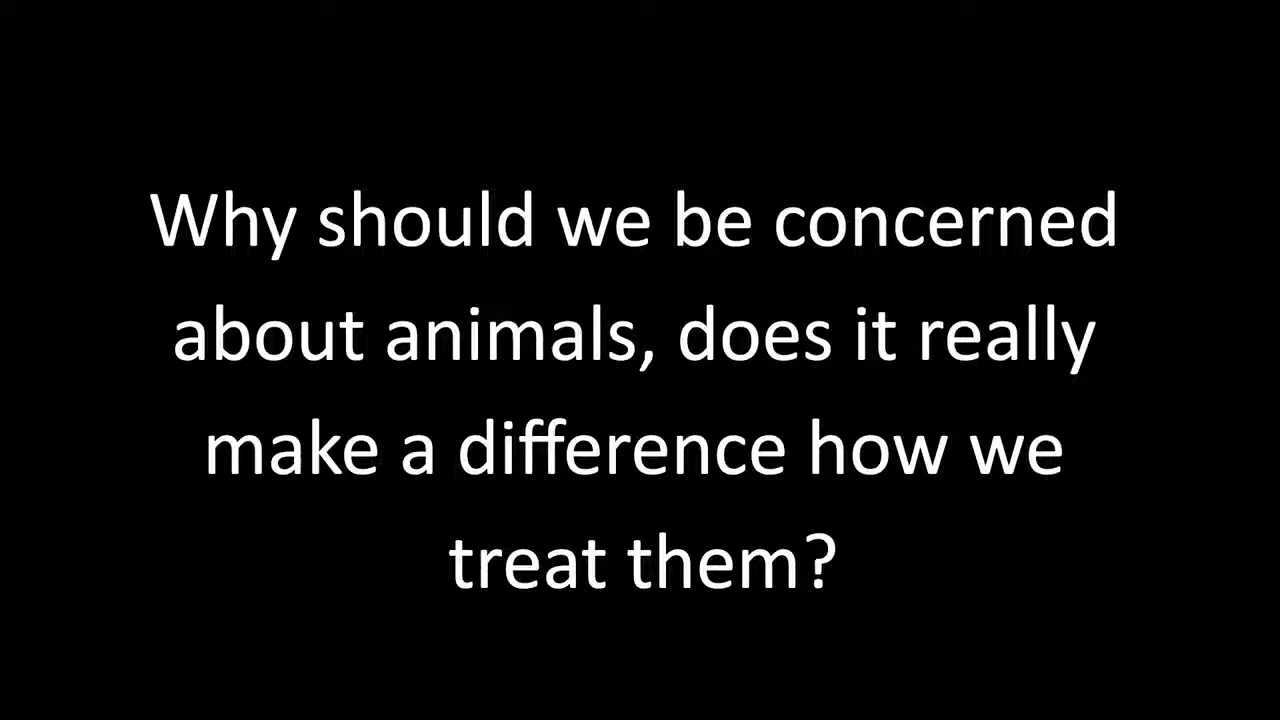 Why should we be concerned
about animals, does it really
make a difference how we
treat them?